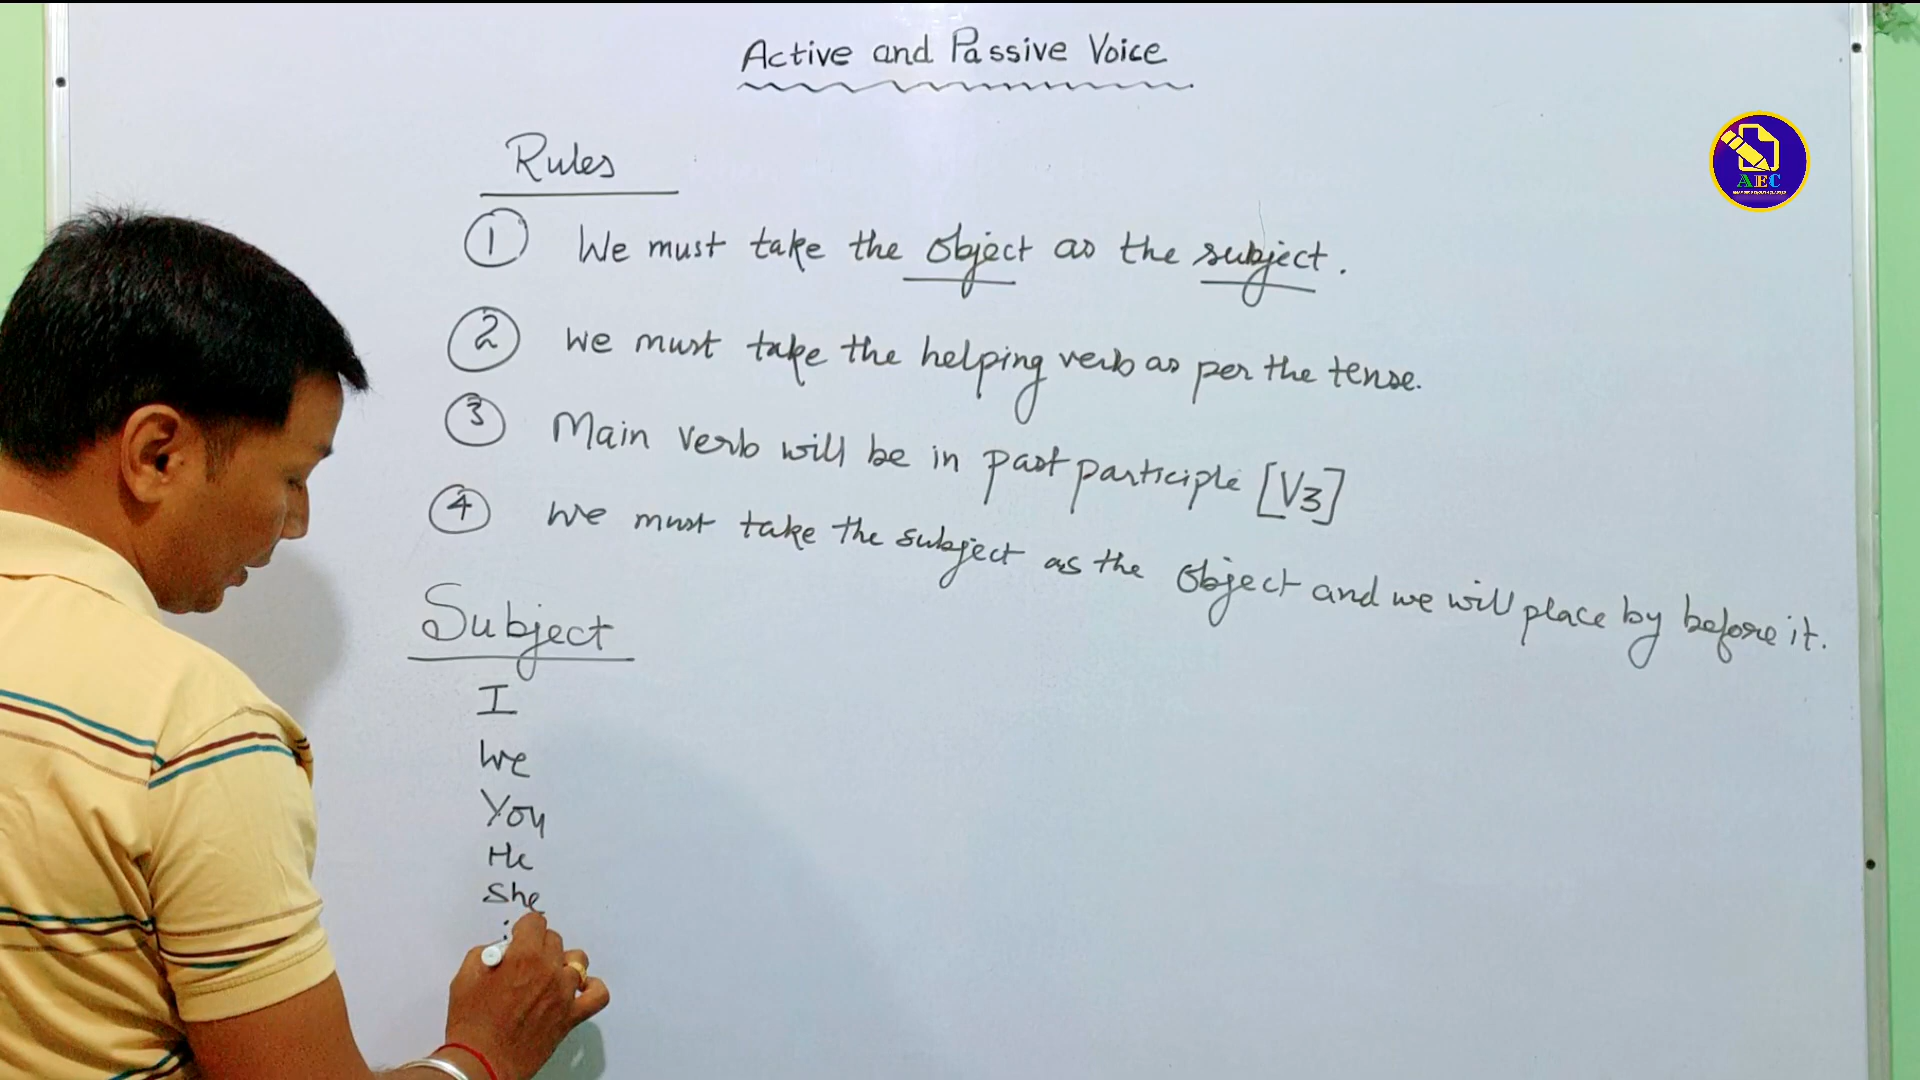 Active and Passive Voice
Rules
① We must take the object as the subject.
② We must take the helping verb as per the tense.
③ Main verb will be in past participle [V3]
④ We must take the subject as the object and we will place by before it.
Subject
I
We
You
He
She
AEC